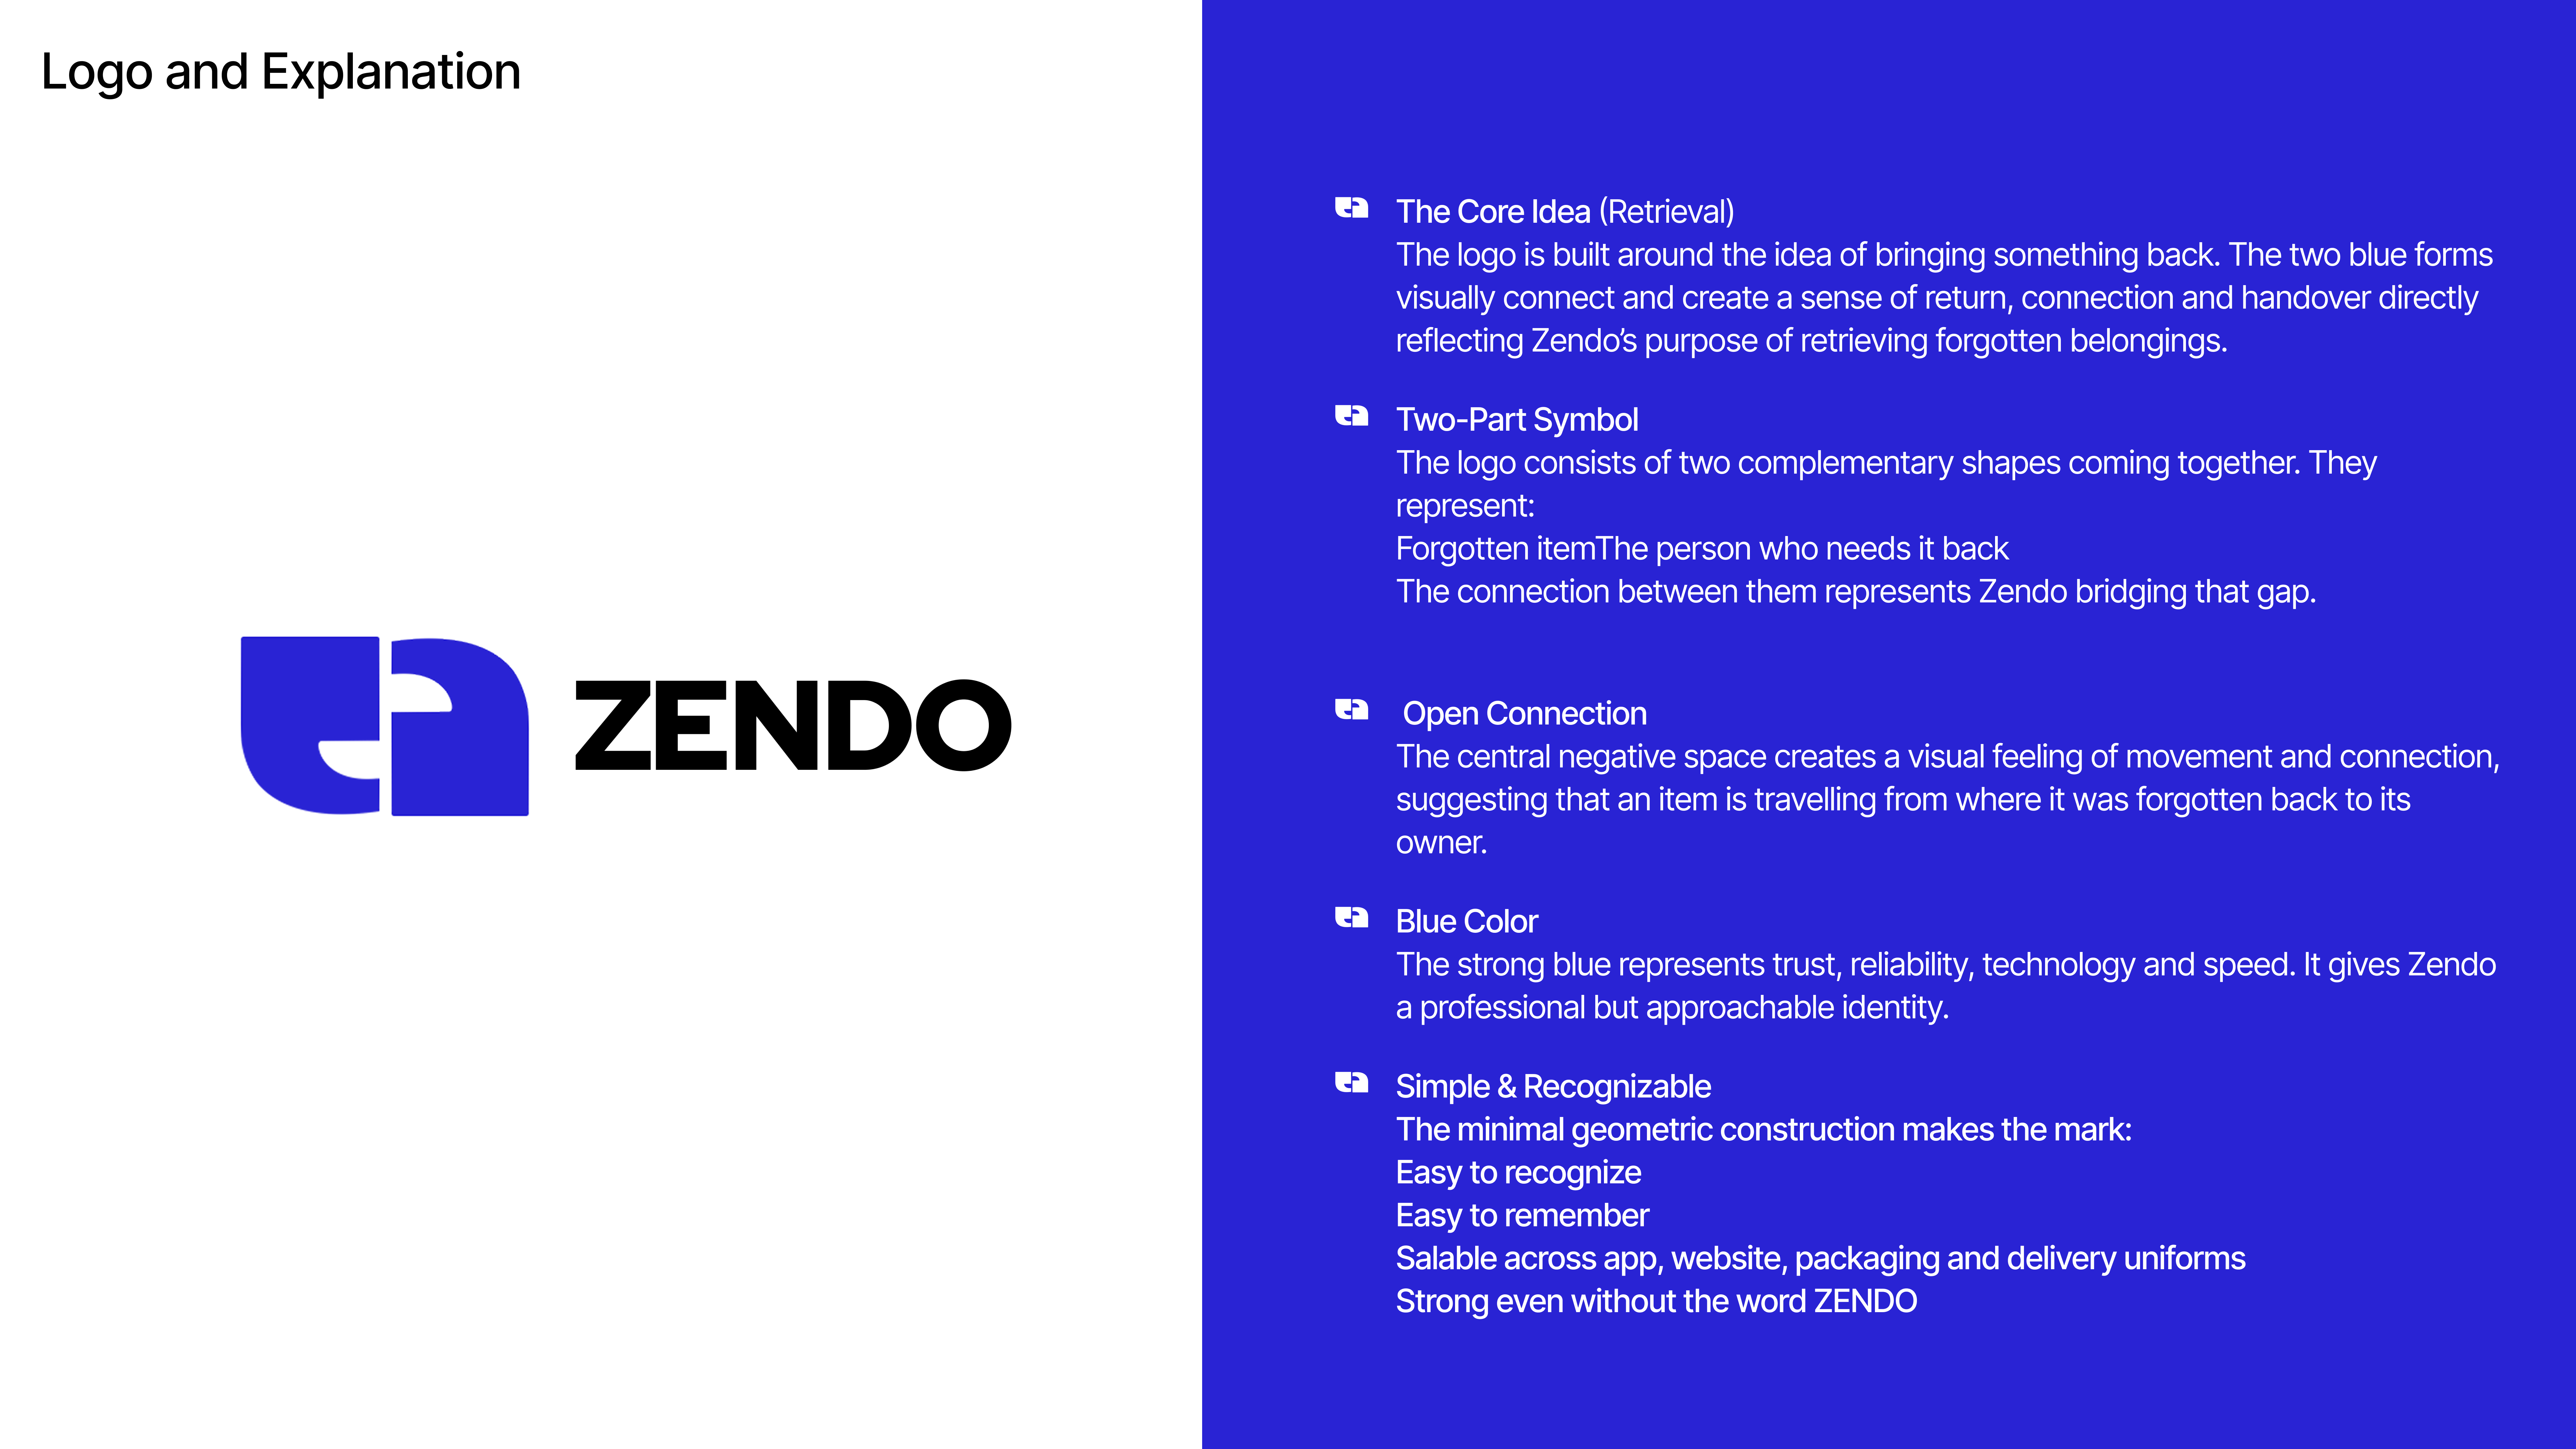 Logo and Explanation
ZENDO
The Core Idea (Retrieval)
The logo is built around the idea of bringing something back. The two blue forms
visually connect and create a sense of return, connection and handover directly
reflecting Zendo’s purpose of retrieving forgotten belongings.
Two-Part Symbol
The logo consists of two complementary shapes coming together. They
represent:
Forgotten itemThe person who needs it back
The connection between them represents Zendo bridging that gap.
Open Connection
The central negative space creates a visual feeling of movement and connection,
suggesting that an item is travelling from where it was forgotten back to its
owner.
Blue Color
The strong blue represents trust, reliability, technology and speed. It gives Zendo
a professional but approachable identity.
Simple & Recognizable
The minimal geometric construction makes the mark:
Easy to recognize
Easy to remember
Salable across app, website, packaging and delivery uniforms
Strong even without the word ZENDO